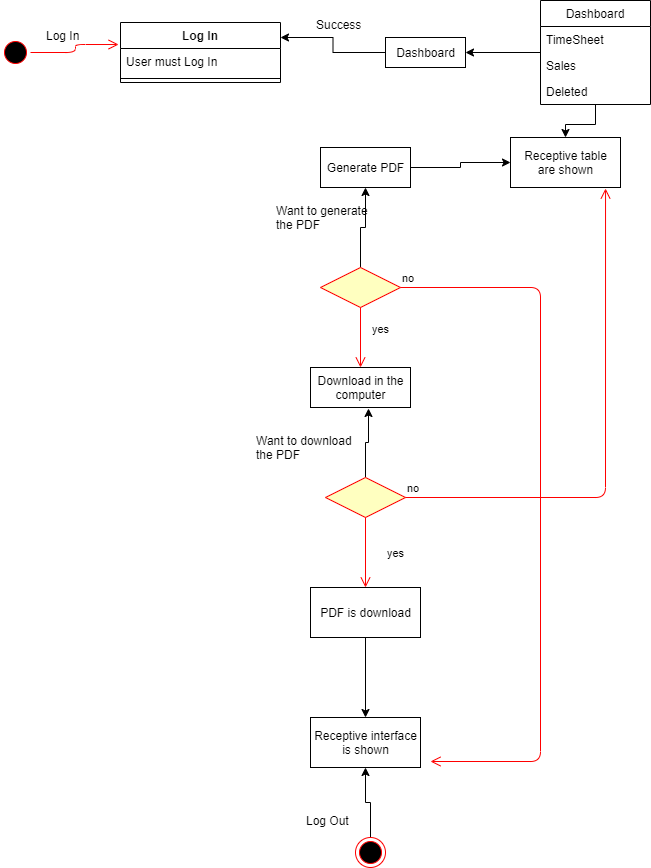 Log In
Log In
User must Log In
Success
Dashboard
Dashboard
TimeSheet
Sales
Deleted
Receptive table
are shown
Generate PDF
Want to generate
the PDF
no
yes
Download in the
computer
Want to download
the PDF
no
yes
PDF is download
Receptive interface
is shown
Log Out